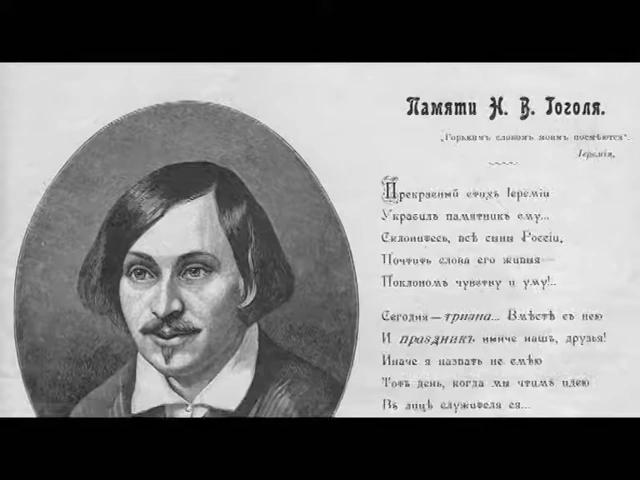 Памяти Н. В. Гоголя.
„Горькимъ словомъ моимъ посмѣются“.
Іеремія.
Прекрасный стихъ Іереміи
Украсилъ памятникъ ему...
Склонитесь, всѣ сыны Россіи,
Почтить слова его живыя
Поклономъ чувству и уму!..
Сегодня — тризна... Вмѣстѣ съ нею
И праздникъ нынче нашъ, друзья!
Иначе я назвать не смѣю
Тотъ день, когда мы чтимъ идею
Въ лицѣ служителя ея...